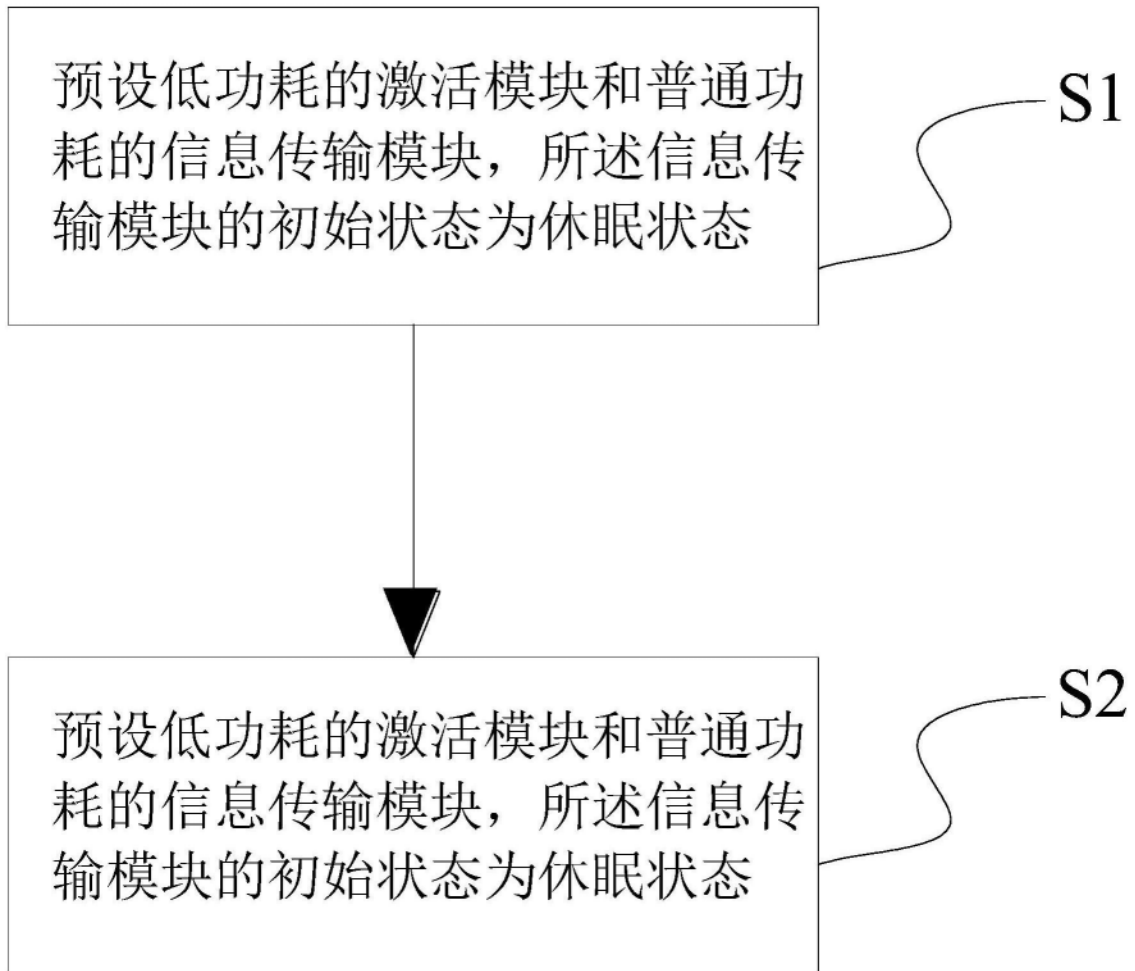 预设低功耗的激活模块和普通功
耗的信息传输模块，所述信息传
输模块的初始状态为休眠状态
S1
预设低功耗的激活模块和普通功
耗的信息传输模块，所述信息传
输模块的初始状态为休眠状态
S2